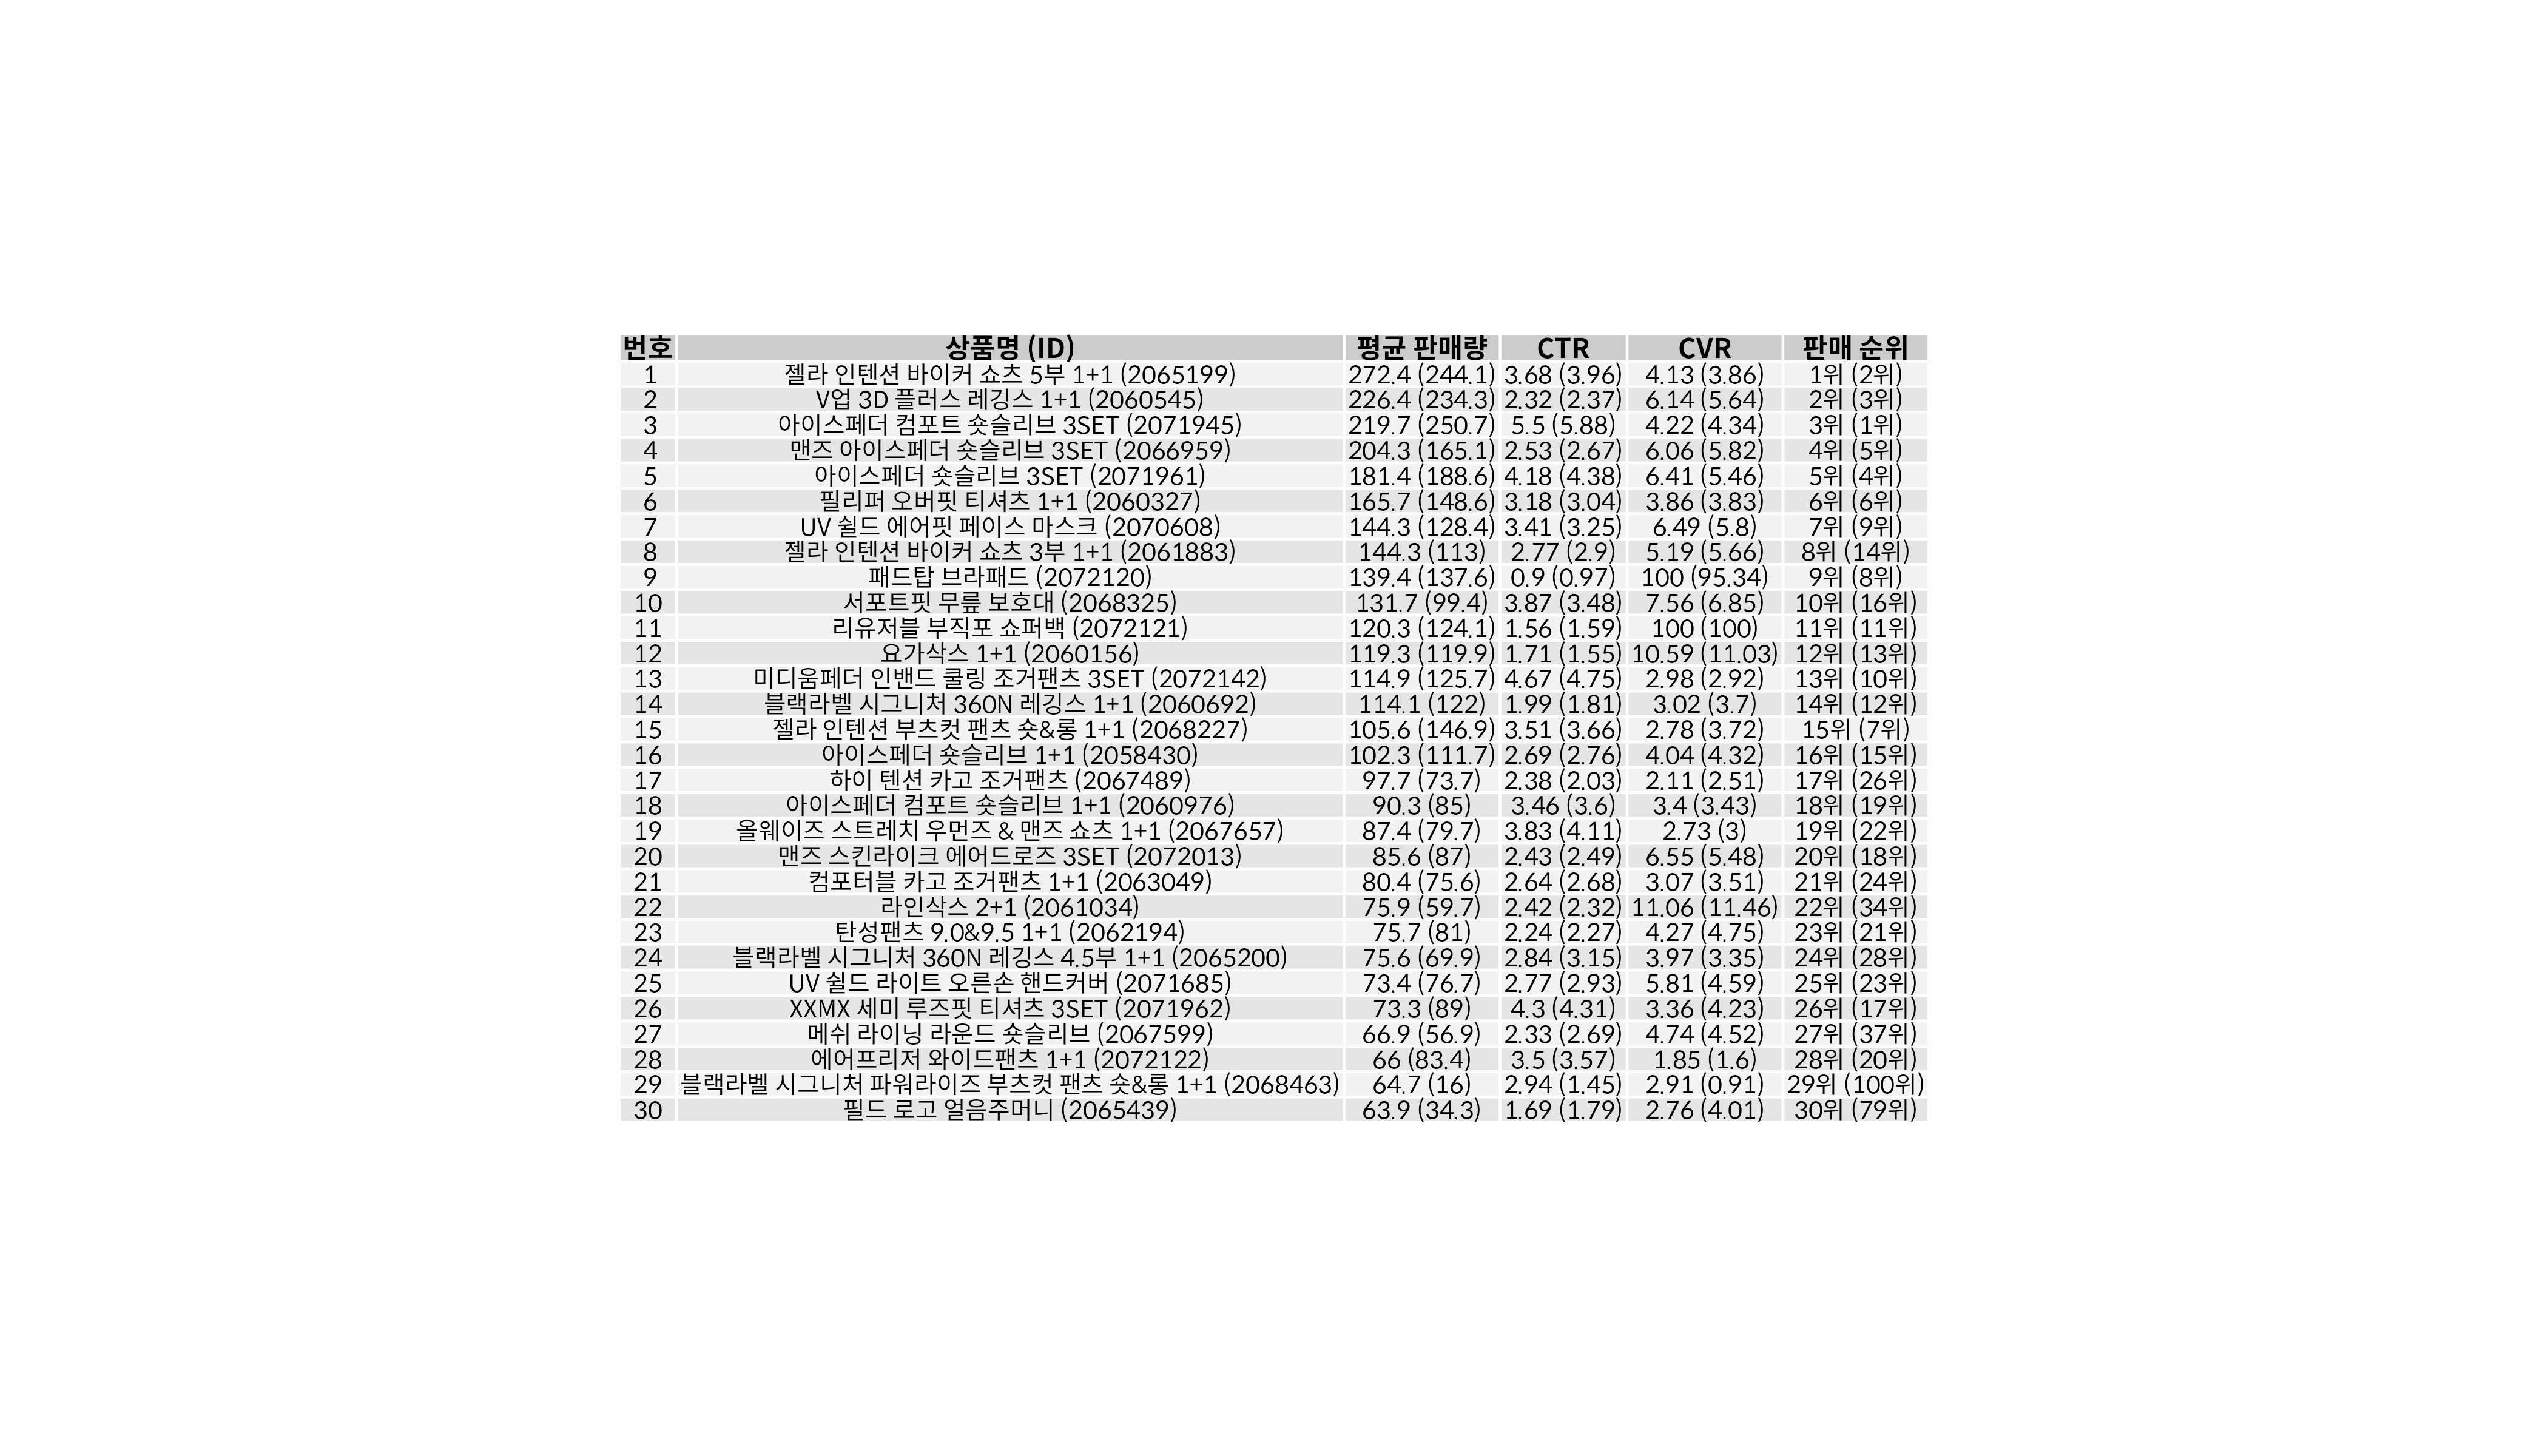 번호 상품명 (ID) 평균 판매량 CTR CVR 판매 순위
1 젤라 인텐션 바이커 쇼츠 5부 1+1 (2065199) 272.4 (244.1) 3.68 (3.96) 4.13 (3.86) 1위 (2위)
2 V업 3D 플러스 레깅스 1+1 (2060545) 226.4 (234.3) 2.32 (2.37) 6.14 (5.64) 2위 (3위)
3 아이스페더 컴포트 숏슬리브 3SET (2071945) 219.7 (250.7) 5.5 (5.88) 4.22 (4.34) 3위 (1위)
4 맨즈 아이스페더 숏슬리브 3SET (2066959) 204.3 (165.1) 2.53 (2.67) 6.06 (5.82) 4위 (5위)
5 아이스페더 숏슬리브 3SET (2071961) 181.4 (188.6) 4.18 (4.38) 6.41 (5.46) 5위 (4위)
6 필리퍼 오버핏 티셔츠 1+1 (2060327) 165.7 (148.6) 3.18 (3.04) 3.86 (3.83) 6위 (6위)
7 UV 쉴드 에어핏 페이스 마스크 (2070608) 144.3 (128.4) 3.41 (3.25) 6.49 (5.8) 7위 (9위)
8 젤라 인텐션 바이커 쇼츠 3부 1+1 (2061883) 144.3 (113) 2.77 (2.9) 5.19 (5.66) 8위 (14위)
9 패드탑 브라패드 (2072120) 139.4 (137.6) 0.9 (0.97) 100 (95.34) 9위 (8위)
10 서포트핏 무릎 보호대 (2068325) 131.7 (99.4) 3.87 (3.48) 7.56 (6.85) 10위 (16위)
11 리유저블 부직포 쇼퍼백 (2072121) 120.3 (124.1) 1.56 (1.59) 100 (100) 11위 (11위)
12 요가삭스 1+1 (2060156) 119.3 (119.9) 1.71 (1.55) 10.59 (11.03) 12위 (13위)
13 미디움페더 인밴드 쿨링 조거팬츠 3SET (2072142) 114.9 (125.7) 4.67 (4.75) 2.98 (2.92) 13위 (10위)
14 블랙라벨 시그니처 360N 레깅스 1+1 (2060692) 114.1 (122) 1.99 (1.81) 3.02 (3.7) 14위 (12위)
15 젤라 인텐션 부츠컷 팬츠 숏&롱 1+1 (2068227) 105.6 (146.9) 3.51 (3.66) 2.78 (3.72) 15위 (7위)
16 아이스페더 숏슬리브 1+1 (2058430) 102.3 (111.7) 2.69 (2.76) 4.04 (4.32) 16위 (15위)
17 하이 텐션 카고 조거팬츠 (2067489) 97.7 (73.7) 2.38 (2.03) 2.11 (2.51) 17위 (26위)
18 아이스페더 컴포트 숏슬리브 1+1 (2060976) 90.3 (85) 3.46 (3.6) 3.4 (3.43) 18위 (19위)
19 올웨이즈 스트레치 우먼즈 & 맨즈 쇼츠 1+1 (2067657) 87.4 (79.7) 3.83 (4.11) 2.73 (3) 19위 (22위)
20 맨즈 스킨라이크 에어드로즈 3SET (2072013) 85.6 (87) 2.43 (2.49) 6.55 (5.48) 20위 (18위)
21 컴포터블 카고 조거팬츠 1+1 (2063049) 80.4 (75.6) 2.64 (2.68) 3.07 (3.51) 21위 (24위)
22 라인삭스 2+1 (2061034) 75.9 (59.7) 2.42 (2.32) 11.06 (11.46) 22위 (34위)
23 탄성팬츠 9.0&9.5 1+1 (2062194) 75.7 (81) 2.24 (2.27) 4.27 (4.75) 23위 (21위)
24 블랙라벨 시그니처 360N 레깅스 4.5부 1+1 (2065200) 75.6 (69.9) 2.84 (3.15) 3.97 (3.35) 24위 (28위)
25 UV 쉴드 라이트 오른손 핸드커버 (2071685) 73.4 (76.7) 2.77 (2.93) 5.81 (4.59) 25위 (23위)
26 XXMX 세미 루즈핏 티셔츠 3SET (2071962) 73.3 (89) 4.3 (4.31) 3.36 (4.23) 26위 (17위)
27 메쉬 라이닝 라운드 숏슬리브 (2067599) 66.9 (56.9) 2.33 (2.69) 4.74 (4.52) 27위 (37위)
28 에어프리저 와이드팬츠 1+1 (2072122) 66 (83.4) 3.5 (3.57) 1.85 (1.6) 28위 (20위)
29 블랙라벨 시그니처 파워라이즈 부츠컷 팬츠 숏&롱 1+1 (2068463) 64.7 (16) 2.94 (1.45) 2.91 (0.91) 29위 (100위)
30 필드 로고 얼음주머니 (2065439) 63.9 (34.3) 1.69 (1.79) 2.76 (4.01) 30위 (79위)